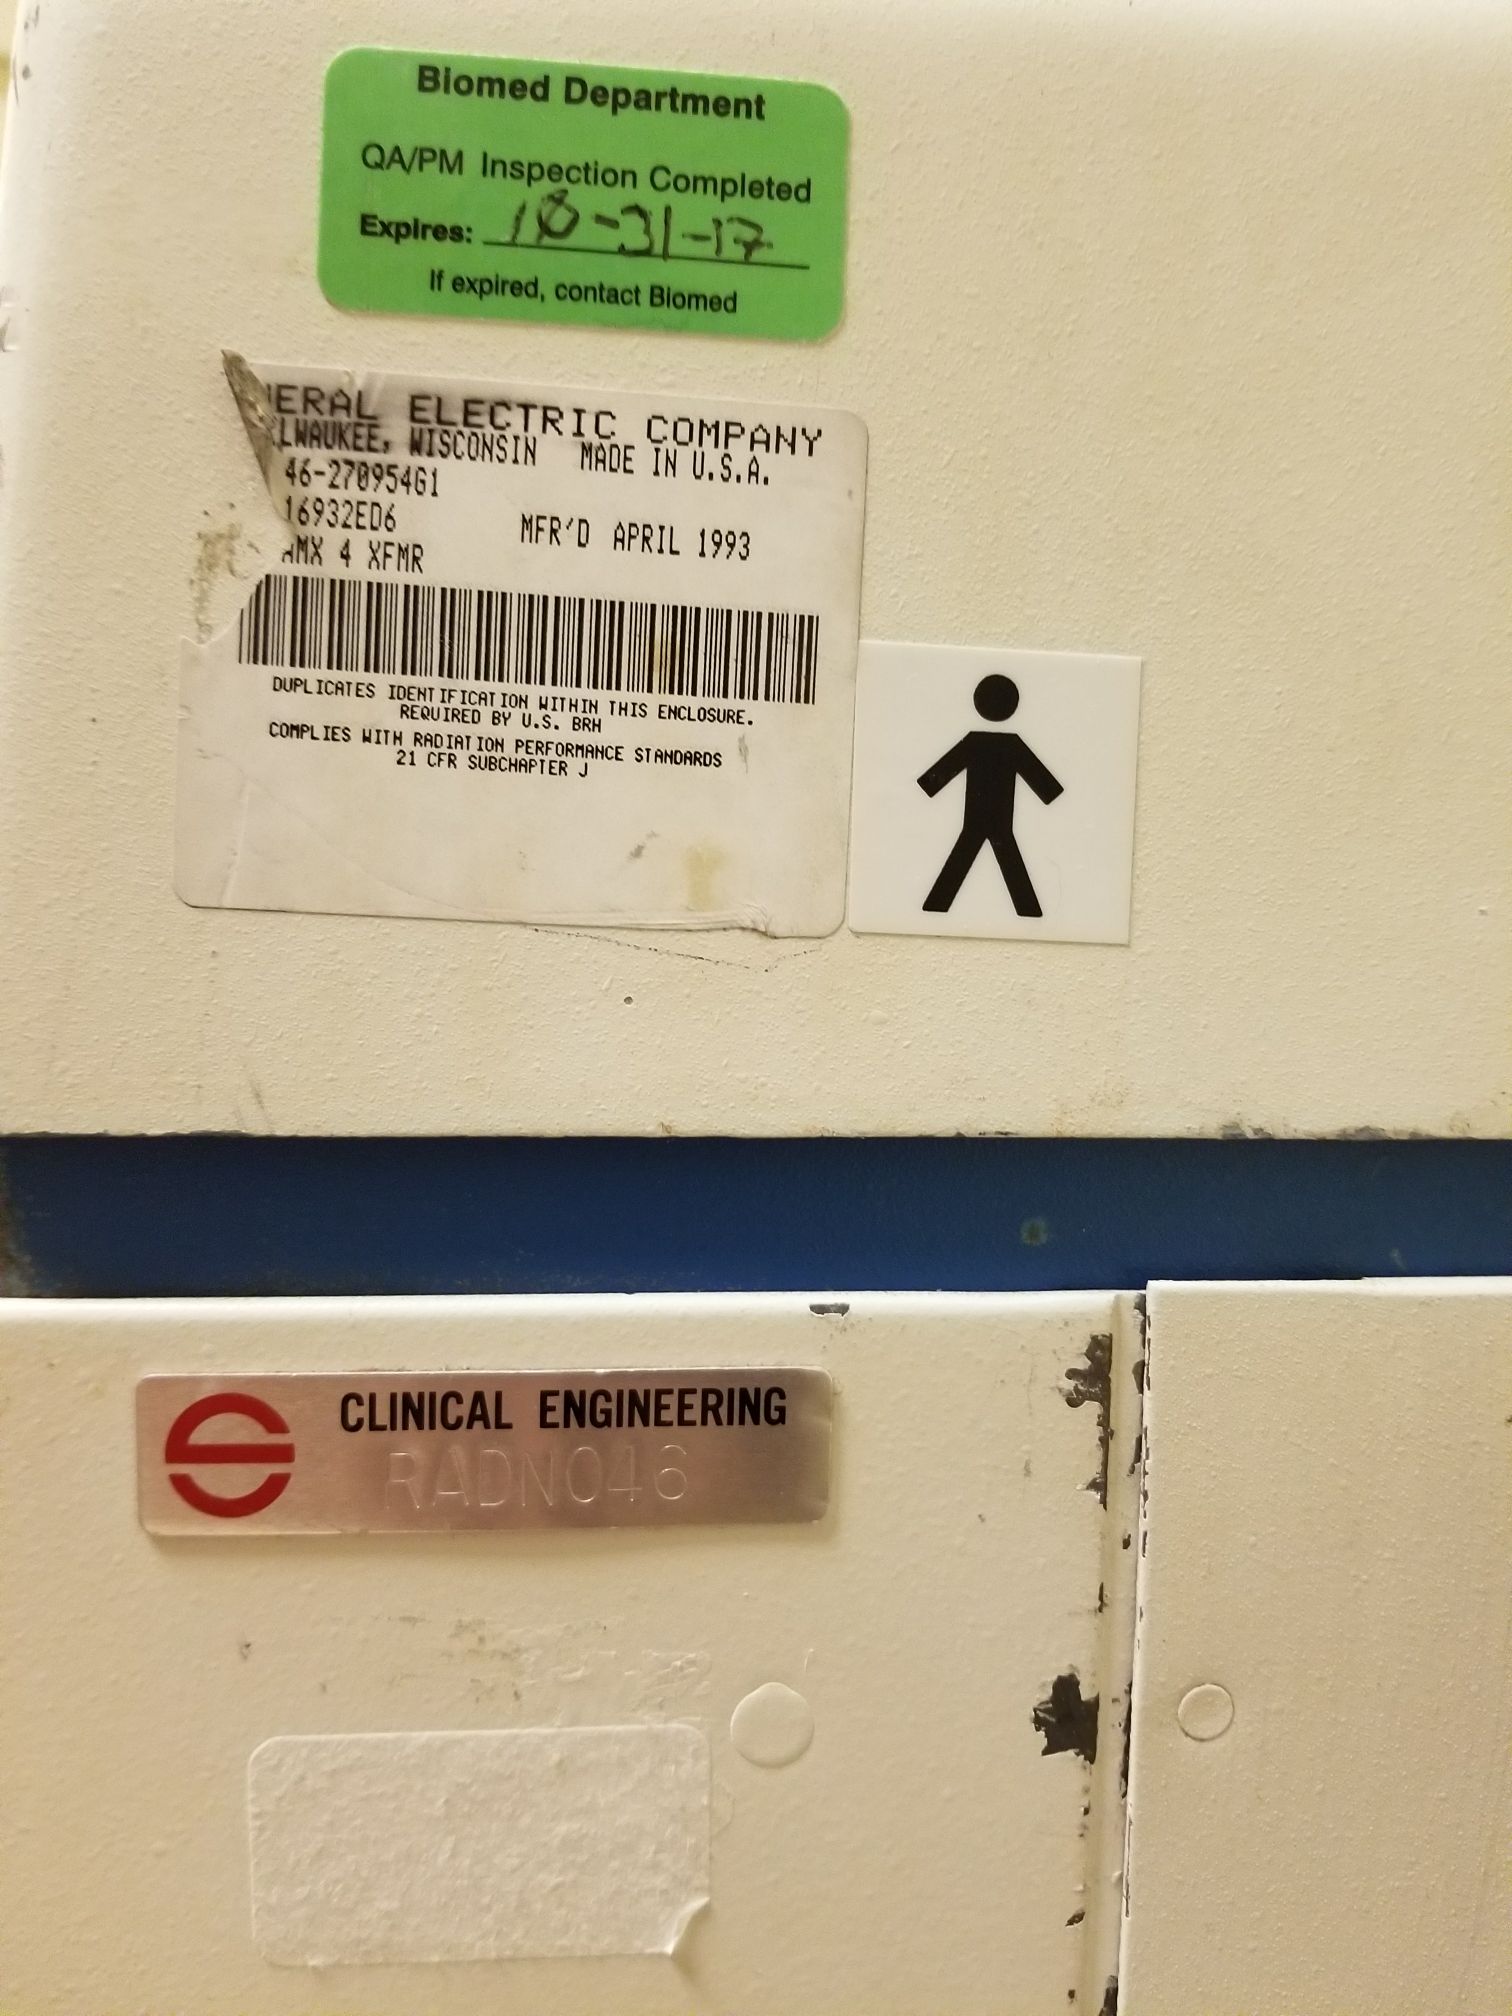 Biomed Department
QA/PM Inspection Completed
Expires: 10-31-17
If expired, contact Biomed
ERAL ELECTRIC COMPANY
LWAUKEE, WISCONSIN MADE IN U.S.A.
46-270954G1
16932ED6 MFR'D APRIL 1993
AMX 4 XFMR
DUPLICATES IDENTIFICATION WITHIN THIS ENCLOSURE.
REQUIRED BY U.S. BRH
COMPLIES WITH RADIATION PERFORMANCE STANDARDS
21 CFR SUBCHAPTER J
CLINICAL ENGINEERING
RADN046